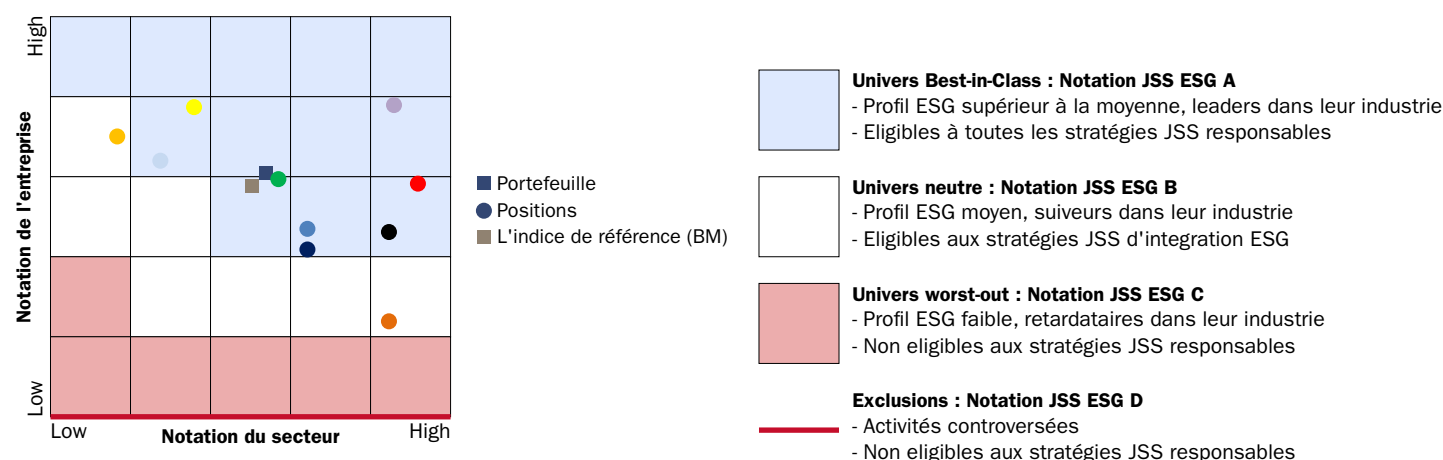 High
Notation de l'entreprise
Low
Low
Notation du secteur
High
Portefeuille
Positions
L'indice de référence (BM)
Univers Best-in-Class : Notation JSS ESG A
- Profil ESG supérieur à la moyenne, leaders dans leur industrie
- Eligibles à toutes les stratégies JSS responsables
Univers neutre : Notation JSS ESG B
- Profil ESG moyen, suiveurs dans leur industrie
- Eligibles aux stratégies JSS d'integration ESG
Univers worst-out : Notation JSS ESG C
- Profil ESG faible, retardataires dans leur industrie
- Non eligibles aux stratégies JSS responsables
Exclusions : Notation JSS ESG D
- Activités controversées
- Non eligibles aux stratégies JSS responsables